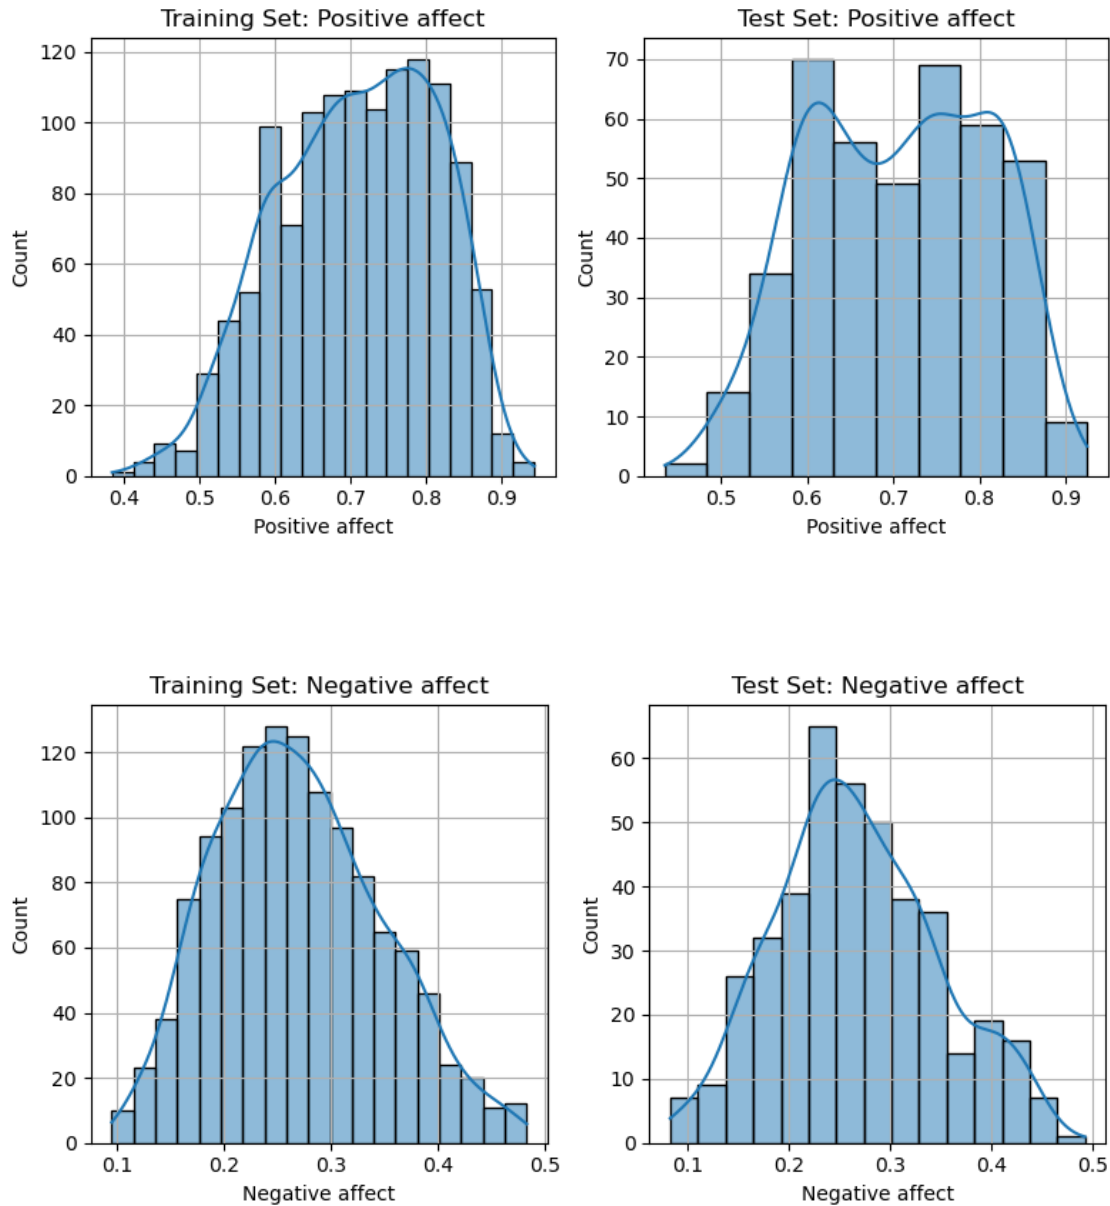 Training Set: Positive affect
120
100
80
60
40
20
0
Count
0.4 0.5 0.6 0.7 0.8 0.9
Positive affect
Test Set: Positive affect
70
60
50
40
30
20
10
0
Count
0.5 0.6 0.7 0.8 0.9
Positive affect
Training Set: Negative affect
120
100
80
60
40
20
0
Count
0.1 0.2 0.3 0.4 0.5
Negative affect
Test Set: Negative affect
60
50
40
30
20
10
0
Count
0.1 0.2 0.3 0.4 0.5
Negative affect